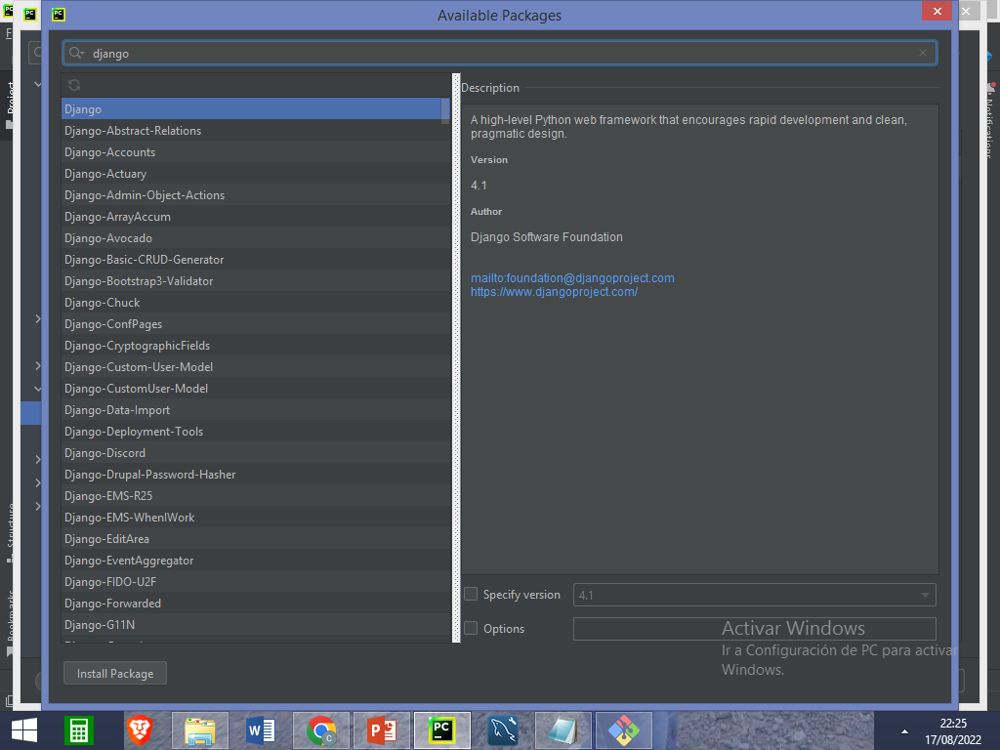 Available Packages
django
Django
Django-Abstract-Relations
Django-Accounts
Django-Actuary
Django-Admin-Object-Actions
Django-ArrayAccum
Django-Avocado
Django-Basic-CRUD-Generator
Django-Bootstrap3-Validator
Django-Chuck
Django-ConfPages
Django-CryptographicFields
Django-Custom-User-Model
Django-CustomUser-Model
Django-Data-Import
Django-Deployment-Tools
Django-Discord
Django-Drupal-Password-Hasher
Django-EMS-R25
Django-EMS-WhenIWork
Django-EditArea
Django-EventAggregator
Django-FIDO-U2F
Django-Forwarded
Django-G11N
Install Package
Description
A high-level Python web framework that encourages rapid development and clean,
pragmatic design.
Version
4.1
Author
Django Software Foundation
mailto:foundation@djangoproject.com
https://www.djangoproject.com/
Specify version
4.1
Options
Activar Windows
Ir a Configuración de PC para activar
Windows.
Project
Structure
Bookmarks
Notifications
22:25
17/08/2022